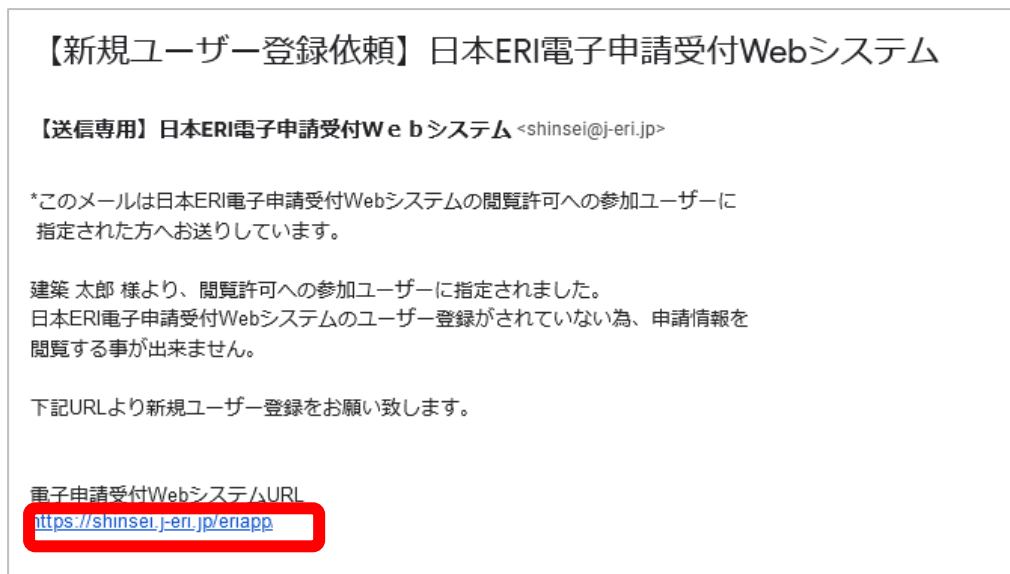 【新規ユーザー登録依頼】日本ERI電子申請受付Webシステム
【送信専用】日本ERI電子申請受付Ｗｅｂシステム <shinsei@j-eri.jp>
*このメールは日本ERI電子申請受付Webシステムの閲覧許可への参加ユーザーに
指定された方へお送りしています。
建築 太郎 様より、閲覧許可への参加ユーザーに指定されました。
日本ERI電子申請受付Webシステムのユーザー登録がされていない為、申請情報を
閲覧する事が出来ません。
下記URLより新規ユーザー登録をお願い致します。
電子申請受付WebシステムURL
https://shinsei.j-eri.jp/eriapp/